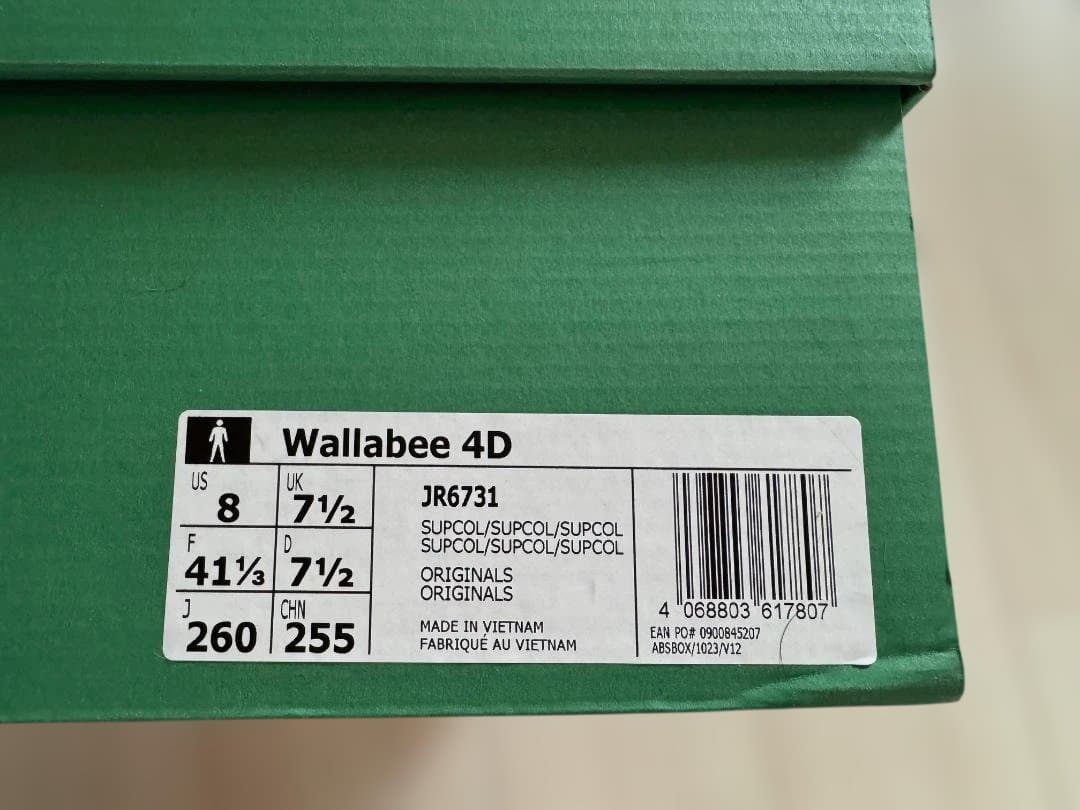 Wallabee 4D
US 8 UK 7½
F 41⅓ D 7½
J 260 CHN 255
JR6731
SUPCOL/SUPCOL/SUPCOL
SUPCOL/SUPCOL/SUPCOL
ORIGINALS
ORIGINALS
MADE IN VIETNAM
FABRIQUÉ AU VIETNAM
4 068803 617807
EAN PO# 0900845207
ABSBOX/1023/V12